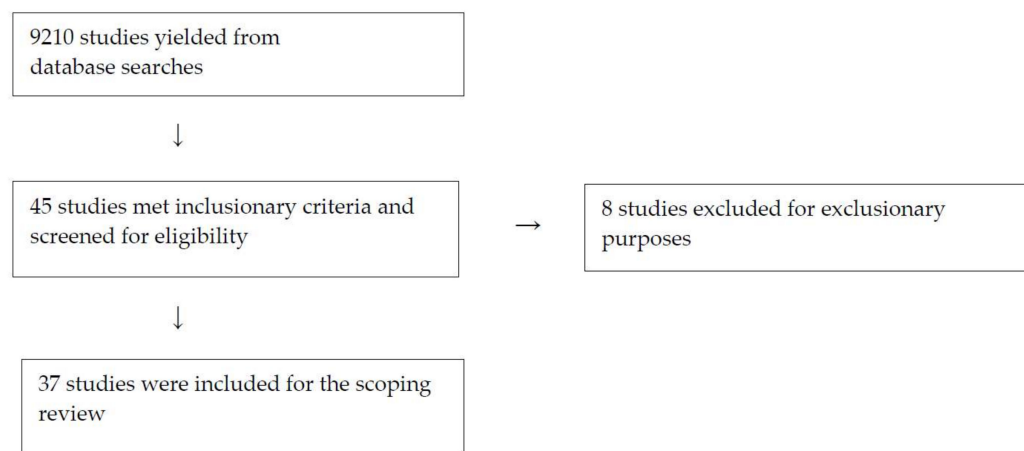 9210 studies yielded from
database searches
↓
45 studies met inclusionary criteria and
screened for eligibility
→
8 studies excluded for exclusionary
purposes
↓
37 studies were included for the scoping
review